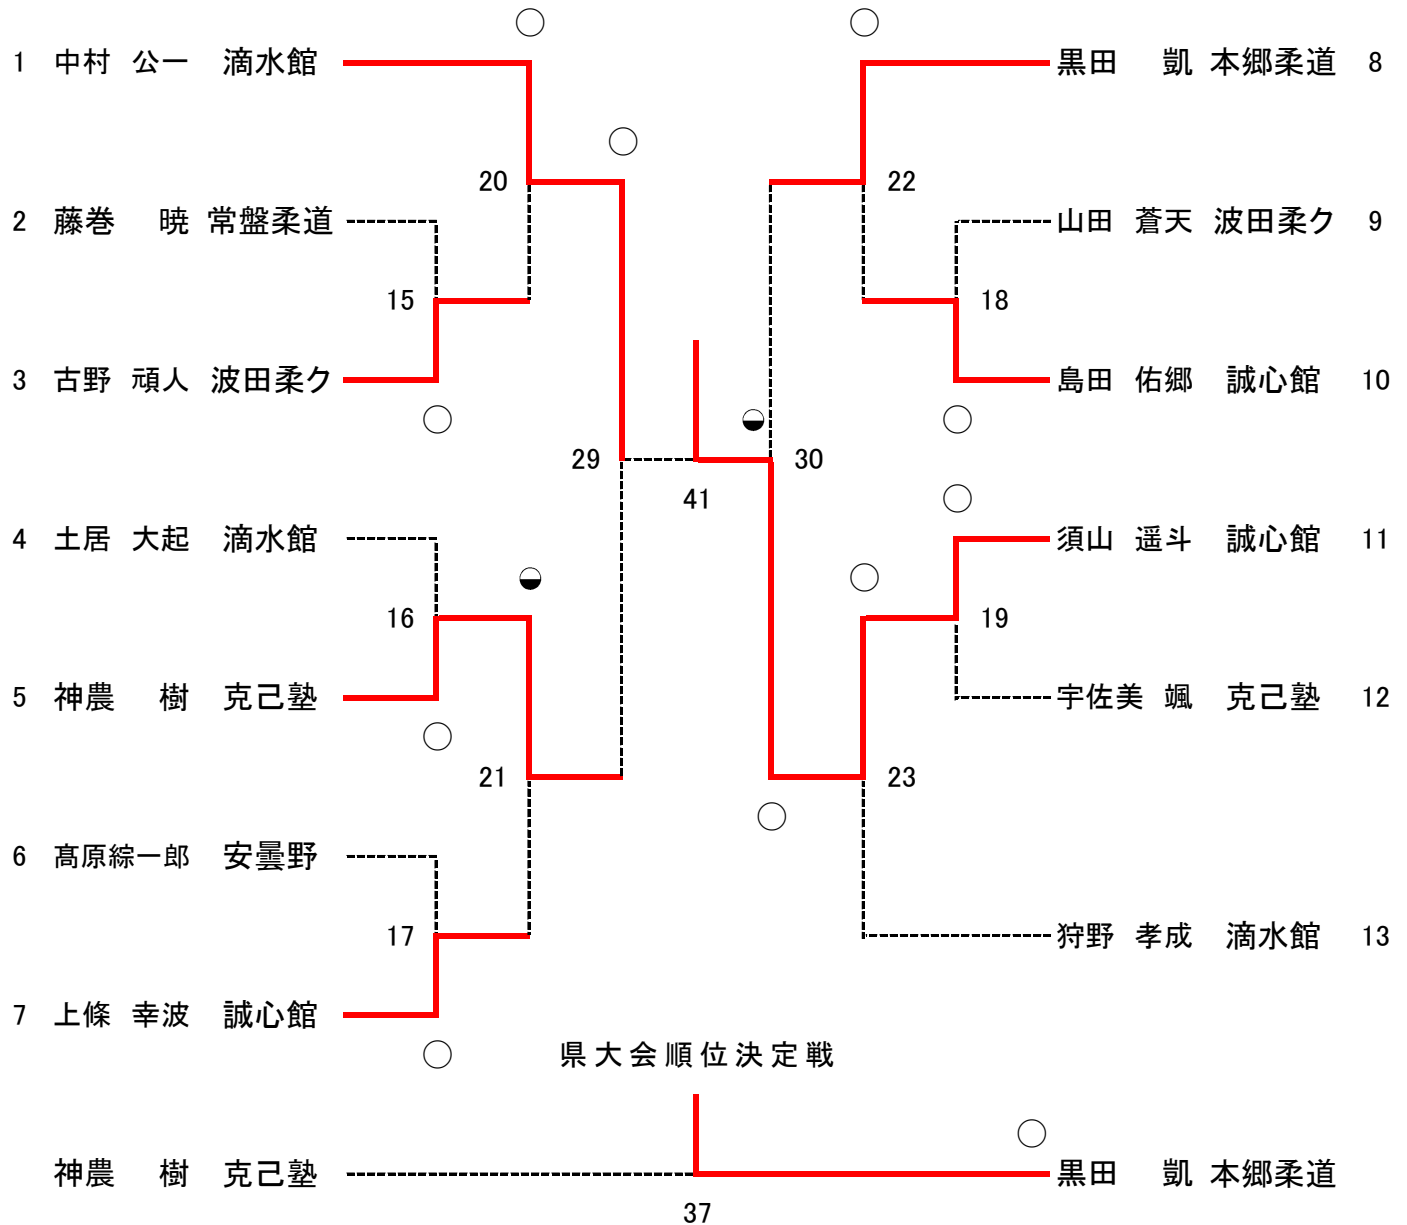 1 中村 公一 滴水館
黒田 凱 本郷柔道 8
20
22
2 藤巻 暁 常盤柔道
山田 蒼天 波田柔ク 9
15
18
3 古野 頑人 波田柔ク
島田 佑郷 誠心館 10
29
30
41
4 土居 大起 滴水館
須山 遥斗 誠心館 11
16
19
5 神農 樹 克己塾
宇佐美 颯 克己塾 12
21
23
6 髙原綜一郎 安曇野
17
狩野 孝成 滴水館 13
7 上條 幸波 誠心館
県大会順位決定戦
神農 樹 克己塾
黒田 凱 本郷柔道
37